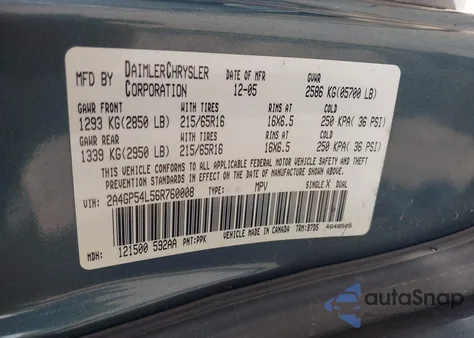 MFD BY DAIMLERCHRYSLER CORPORATION DATE OF MFR 12-05 GVWR 2586 KG(05700 LB)
GAWR FRONT WITH TIRES RIMS AT COLD
1293 KG(2850 LB) 215/65R16 16X6.5 250 KPA(36 PSI)
GAWR REAR WITH TIRES RIMS AT COLD
1339 KG(2950 LB) 215/65R16 16X6.5 250 KPA(36 PSI)
THIS VEHICLE CONFORMS TO ALL APPLICABLE FEDERAL MOTOR VEHICLE
SAFETY, BUMPER, AND THEFT PREVENTION STANDARDS IN EFFECT
ON THE DATE OF MANUFACTURE SHOWN ABOVE.
VIN: 2A4GP54L56R760008 TYPE: MPV SINGLE X DUAL
VEHICLE MADE IN CANADA
MDH: 121500 592AA PNT:PPK TRM:B7D5
autoSnap